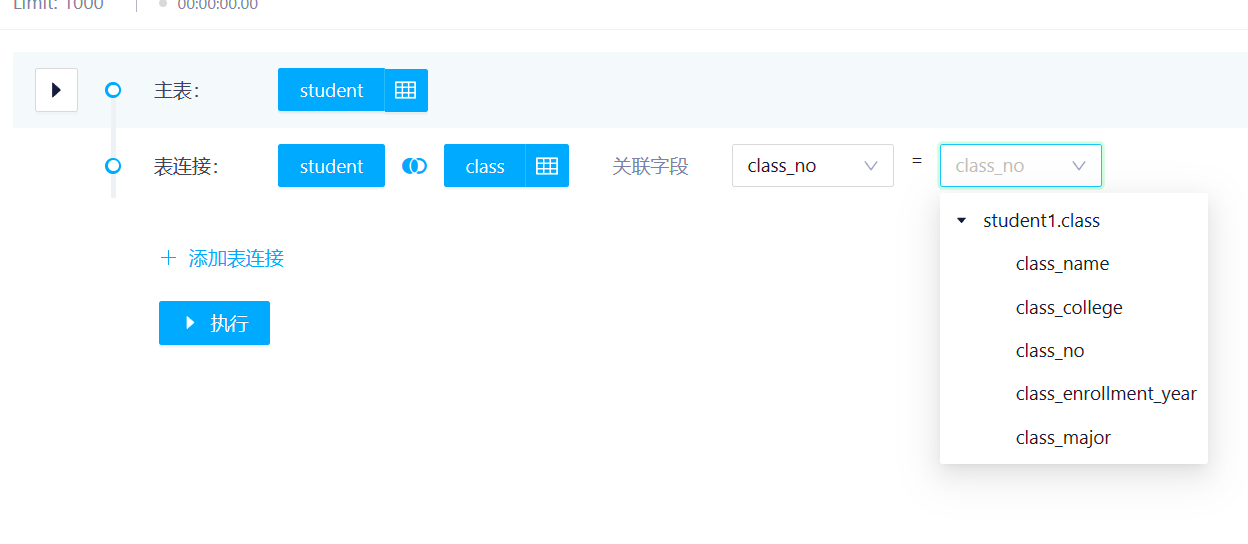 Limit: 1000 00:00:00.00
主表: student
表连接: student class 关联字段 class_no = class_no
student1.class
class_name
添加表连接
class_college
执行
class_no
class_enrollment_year
class_major